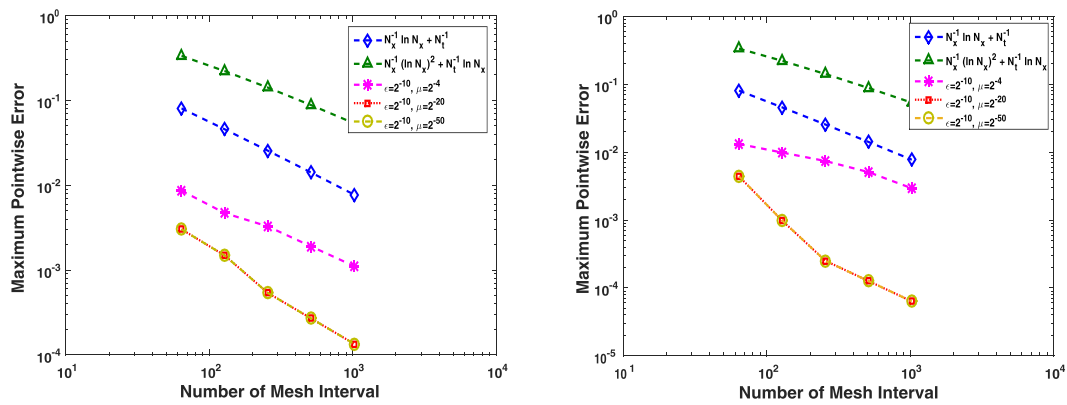 10^0
10^-1
10^-2
10^-3
10^-4
Maximum Pointwise Error
10^1
10^2
10^3
10^4
Number of Mesh Interval
N_x^-1 ln N_x + N_t^-1
N_x^-1 (ln N_x)^2 + N_t^-1 ln N_x
ϵ=2^-10, μ=2^-4
ϵ=2^-10, μ=2^-20
ϵ=2^-10, μ=2^-50
10^0
10^-1
10^-2
10^-3
10^-4
10^-5
Maximum Pointwise Error
10^1
10^2
10^3
10^4
Number of Mesh Interval
N_x^-1 ln N_x + N_t^-1
N_x^-1 (ln N_x)^2 + N_t^-1 ln N_x
ϵ=2^-10, μ=2^-4
ϵ=2^-10, μ=2^-20
ϵ=2^-10, μ=2^-50